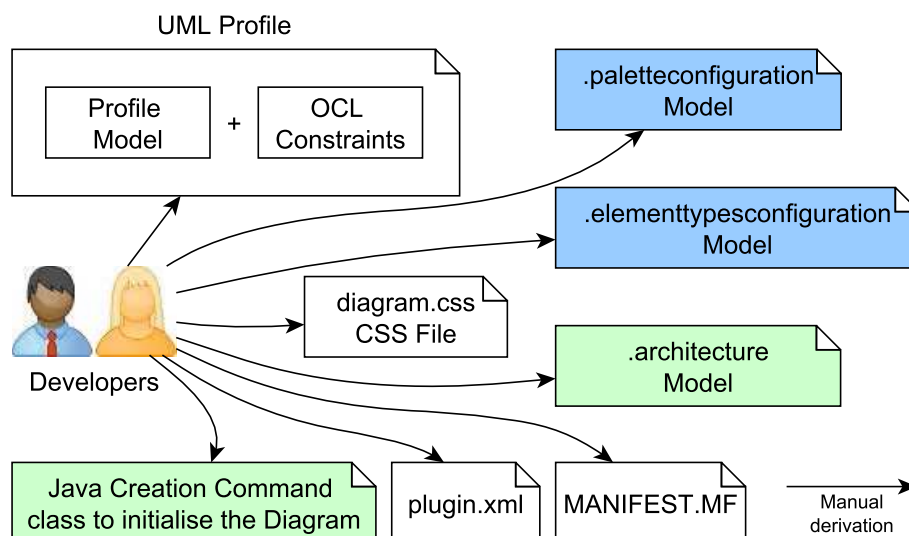 UML Profile
Profile
Model
+
OCL
Constraints
.paletteconfiguration
Model
.elementtypesconfiguration
Model
diagram.css
CSS File
.architecture
Model
Developers
Java Creation Command
class to initialise the Diagram
plugin.xml
MANIFEST.MF
Manual
derivation